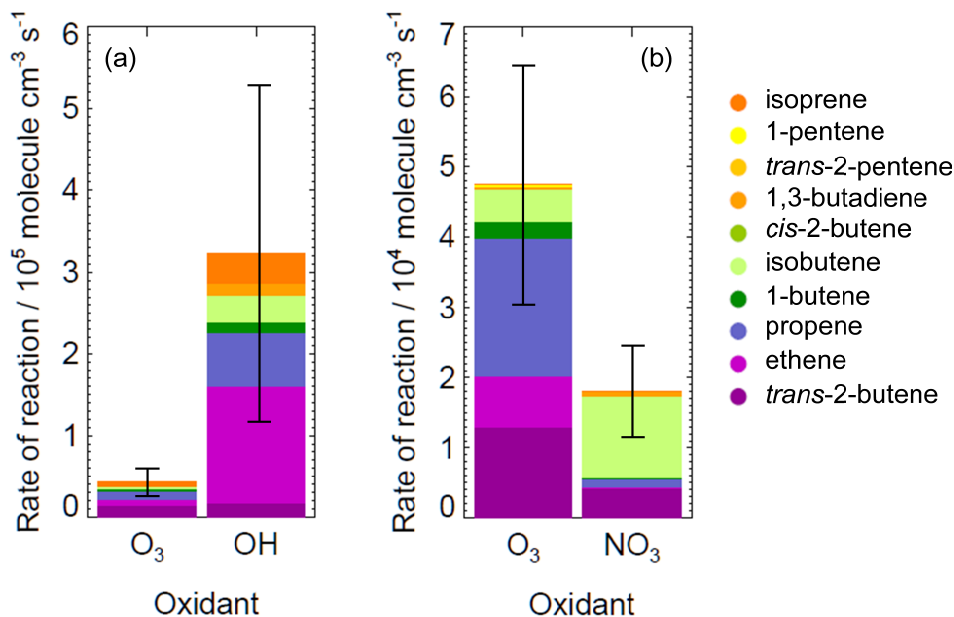 (a)
Rate of reaction / 10⁵ molecule cm⁻³ s⁻¹
6
5
4
3
2
1
0
O₃
OH
Oxidant
(b)
Rate of reaction / 10⁴ molecule cm⁻³ s⁻¹
7
6
5
4
3
2
1
0
O₃
NO₃
Oxidant
isoprene
1-pentene
trans-2-pentene
1,3-butadiene
cis-2-butene
isobutene
1-butene
propene
ethene
trans-2-butene